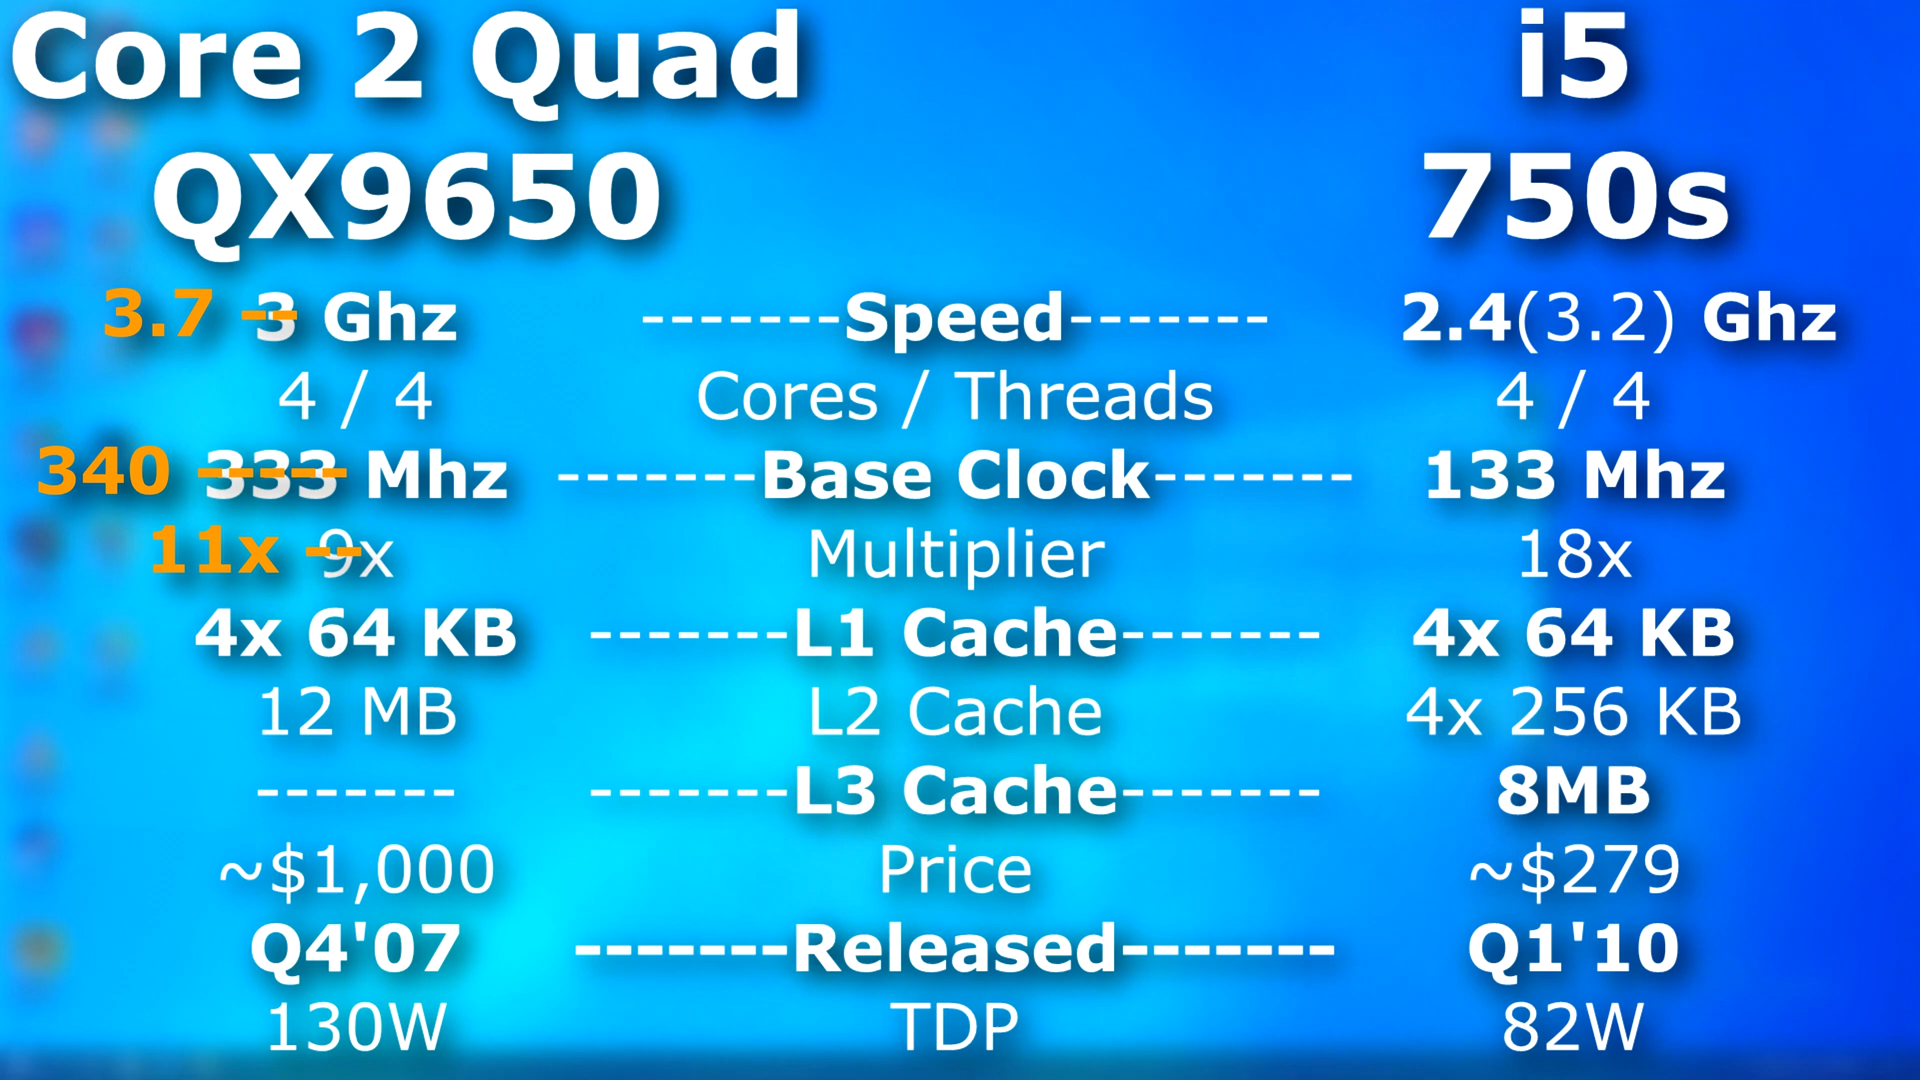 Core 2 Quad i5
QX9650 750s
3.7 3 Ghz -------Speed------- 2.4(3.2) Ghz
4 / 4 Cores / Threads 4 / 4
340 333 Mhz -------Base Clock------- 133 Mhz
11x 9x Multiplier 18x
4x 64 KB -------L1 Cache------- 4x 64 KB
12 MB L2 Cache 4x 256 KB
------- -------L3 Cache------- 8MB
~$1,000 Price ~$279
Q4'07 -------Released------- Q1'10
130W TDP 82W